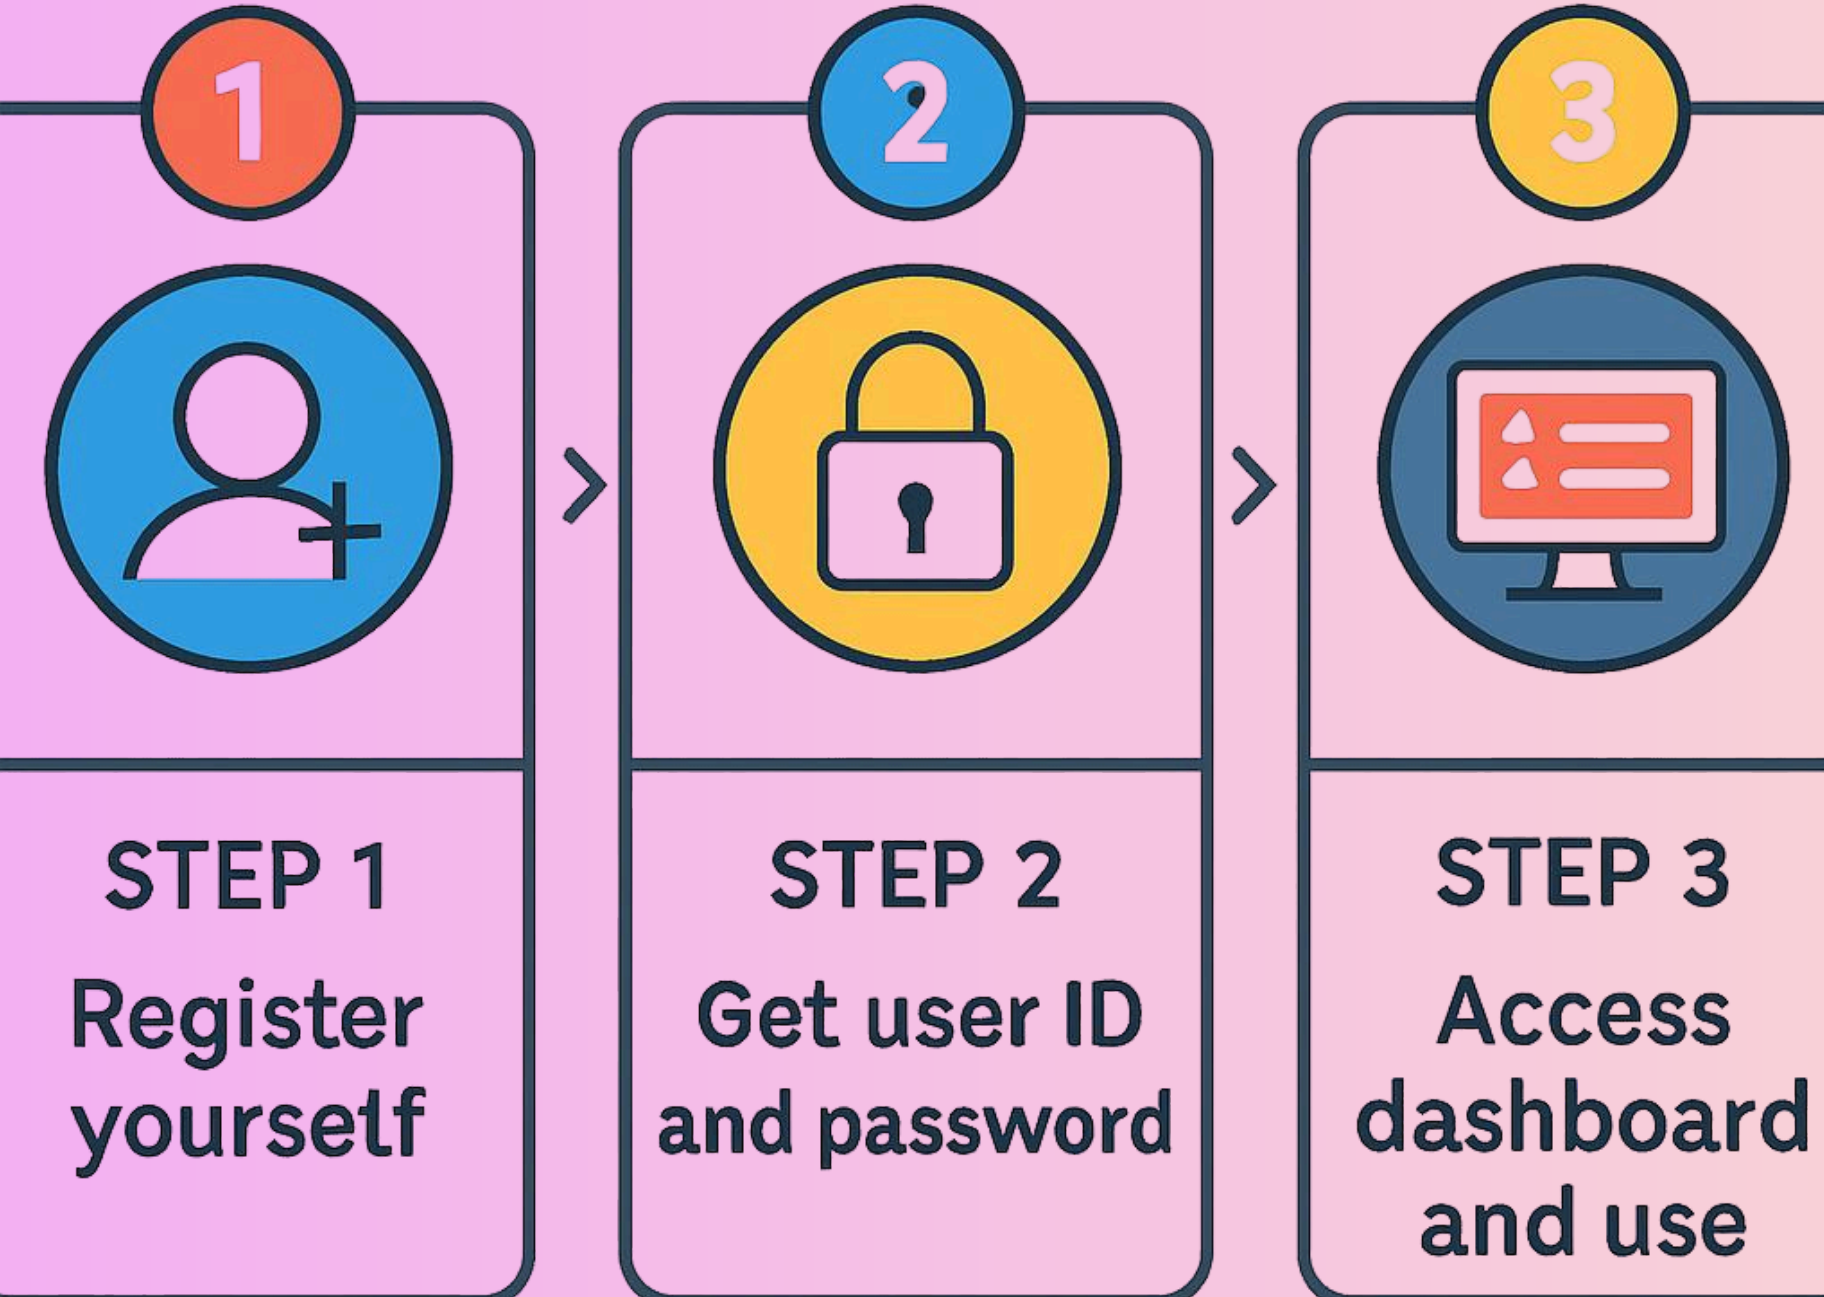 1
2
3
STEP 1
Register
yourself
STEP 2
Get user ID
and password
STEP 3
Access
dashboard
and use